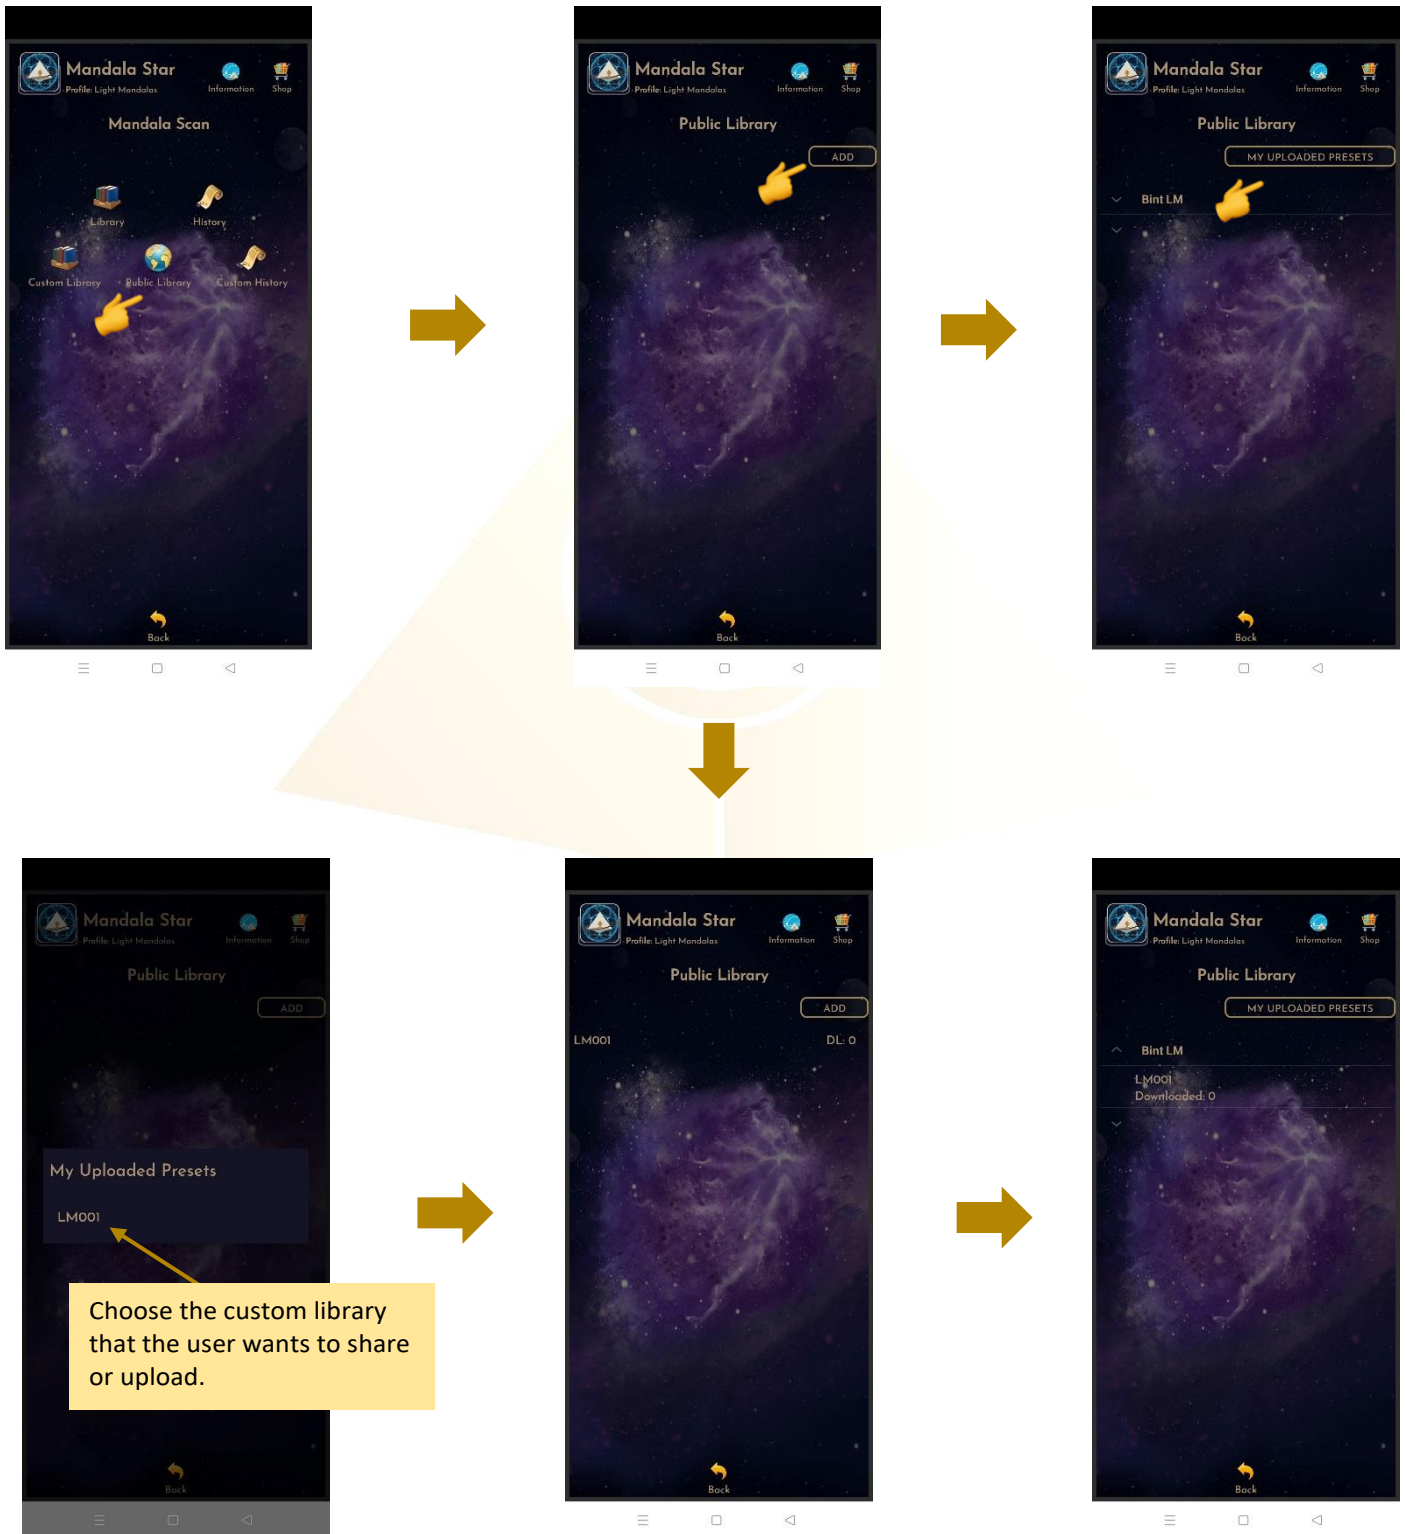 Mandala Star
Profile: Light Mandalas
Information
Shop
Mandala Scan
Library
History
Custom Library
Public Library
Custom History
Back
Mandala Star
Profile: Light Mandalas
Information
Shop
Public Library
ADD
Back
Mandala Star
Profile: Light Mandalas
Information
Shop
Public Library
MY UPLOADED PRESETS
Bint LM
Back
Mandala Star
Profile: Light Mandalas
Information
Shop
Public Library
ADD
My Uploaded Presets
LM001
Choose the custom library
that the user wants to share
or upload.
Back
Mandala Star
Profile: Light Mandalas
Information
Shop
Public Library
ADD
LM001 DL: 0
Back
Mandala Star
Profile: Light Mandalas
Information
Shop
Public Library
MY UPLOADED PRESETS
Bint LM
LM001
Downloaded: 0
Back